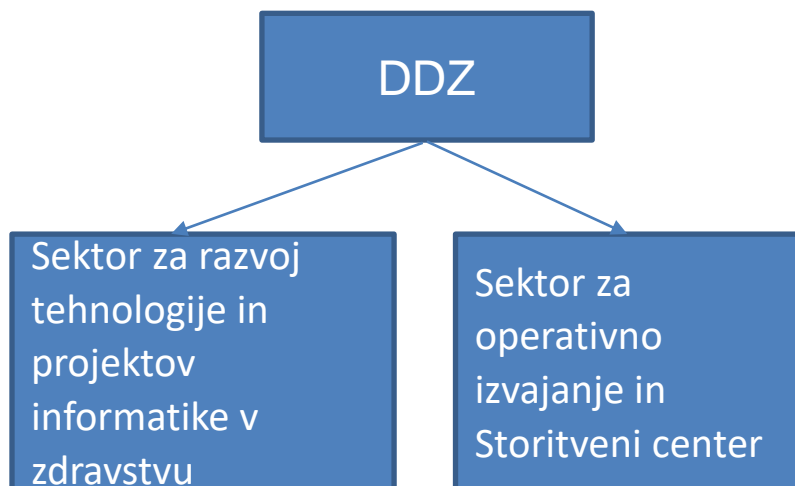 DDZ
Sektor za razvoj
tehnologije in
projektov
informatike v
zdravstvu
Sektor za
operativno
izvajanje in
Storitveni center